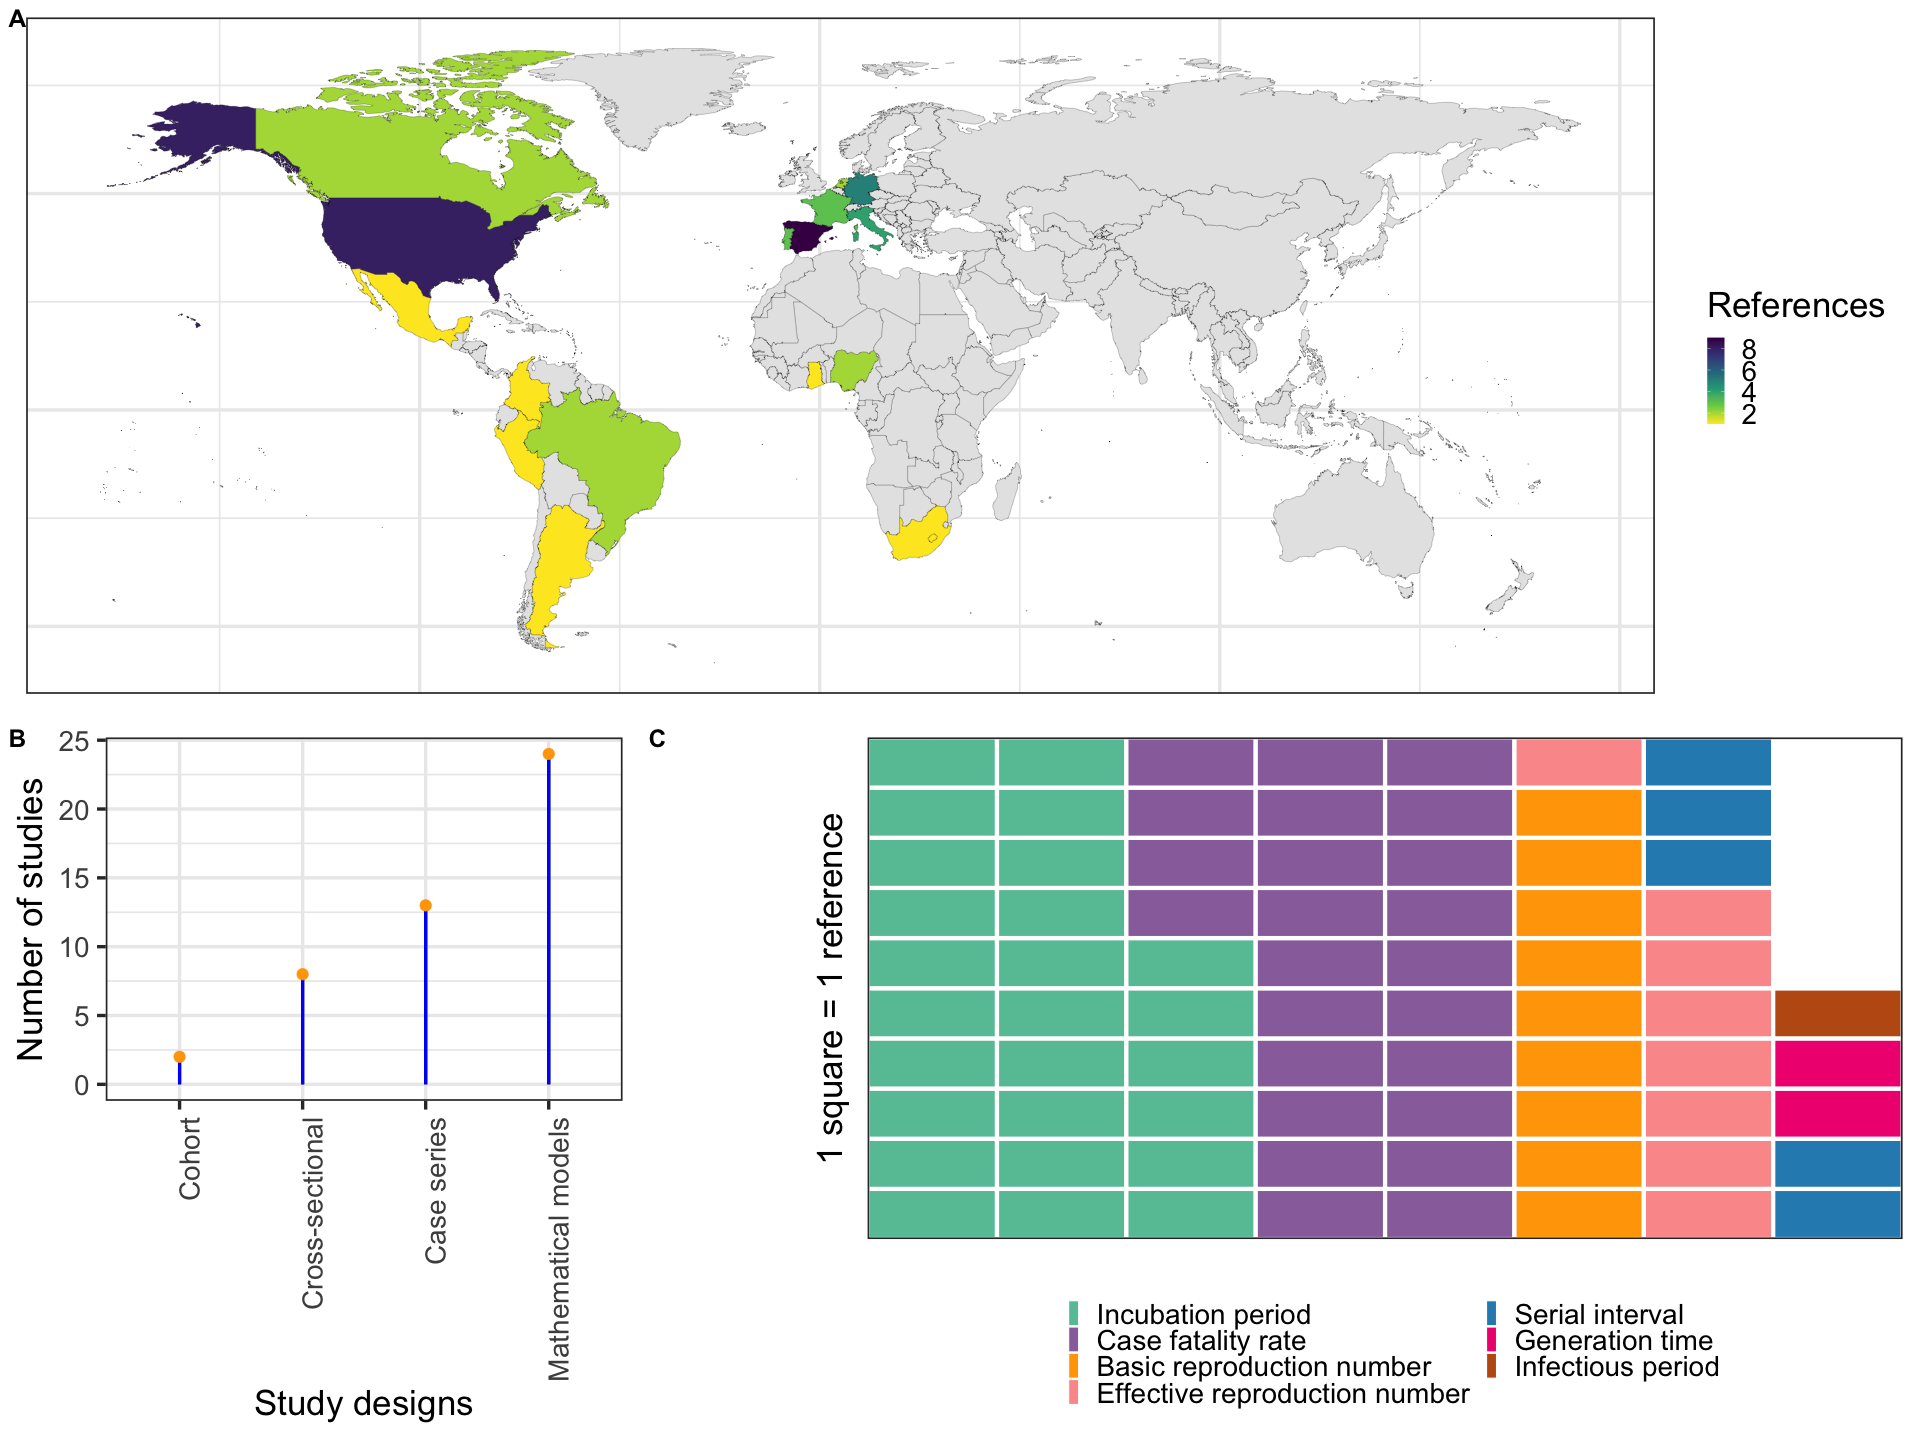 A
References
8
6
4
2
B
25
20
15
10
5
0
Number of studies
Cohort
Cross-sectional
Case series
Mathematical models
Study designs
C
1 square = 1 reference
Incubation period
Case fatality rate
Basic reproduction number
Effective reproduction number
Serial interval
Generation time
Infectious period